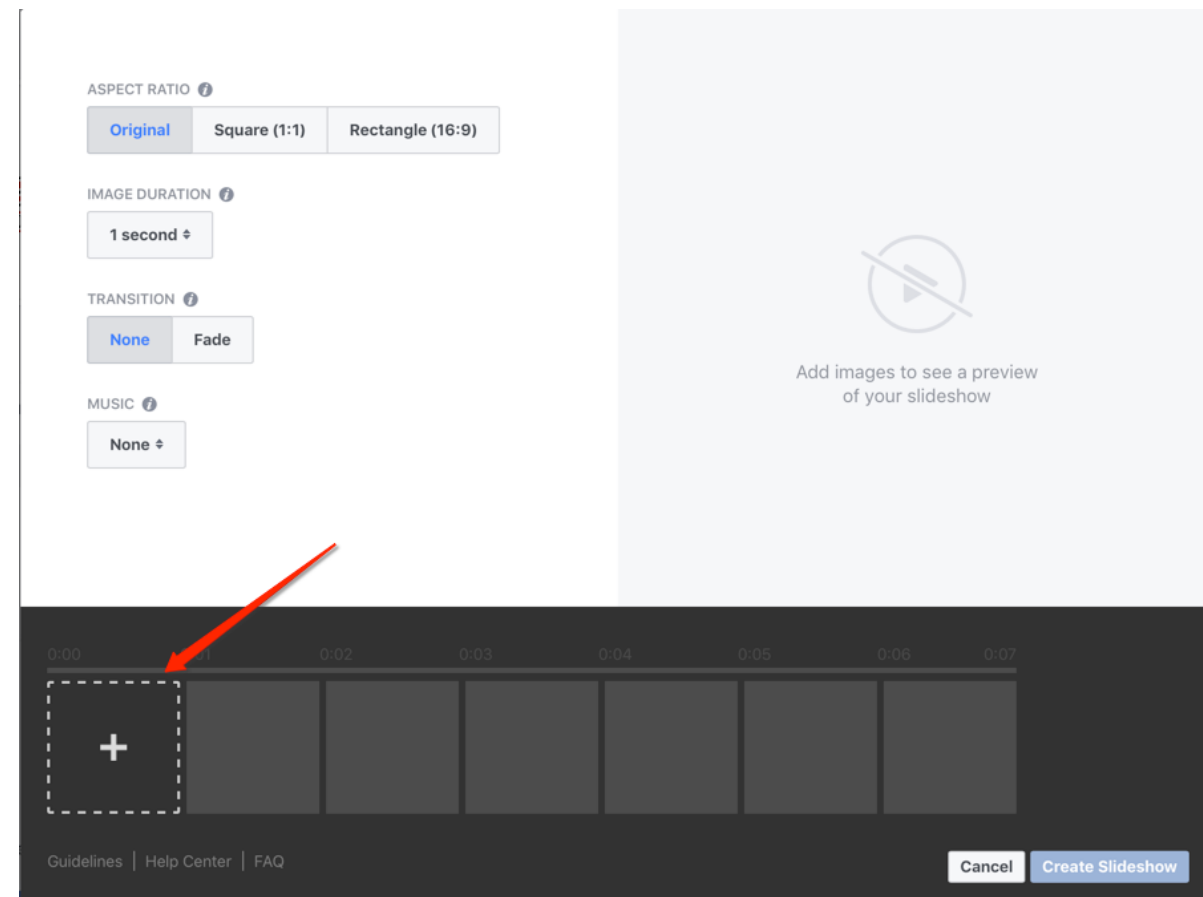 ASPECT RATIO
Original Square (1:1) Rectangle (16:9)
IMAGE DURATION
1 second
TRANSITION
None Fade
MUSIC
None
Add images to see a preview
of your slideshow
0:00 01 0:02 0:03 0:04 0:05 0:06 0:07
Guidelines | Help Center | FAQ
Cancel Create Slideshow